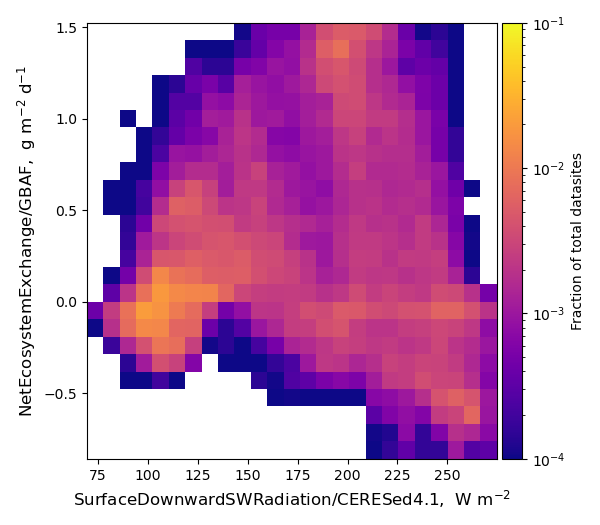 NetEcosystemExchange/GBAF, g m⁻² d⁻¹
1.5
1.0
0.5
0.0
−0.5
75 100 125 150 175 200 225 250
SurfaceDownwardSWRadiation/CERESed4.1, W m⁻²
10⁻¹
10⁻²
10⁻³
10⁻⁴
Fraction of total datasites